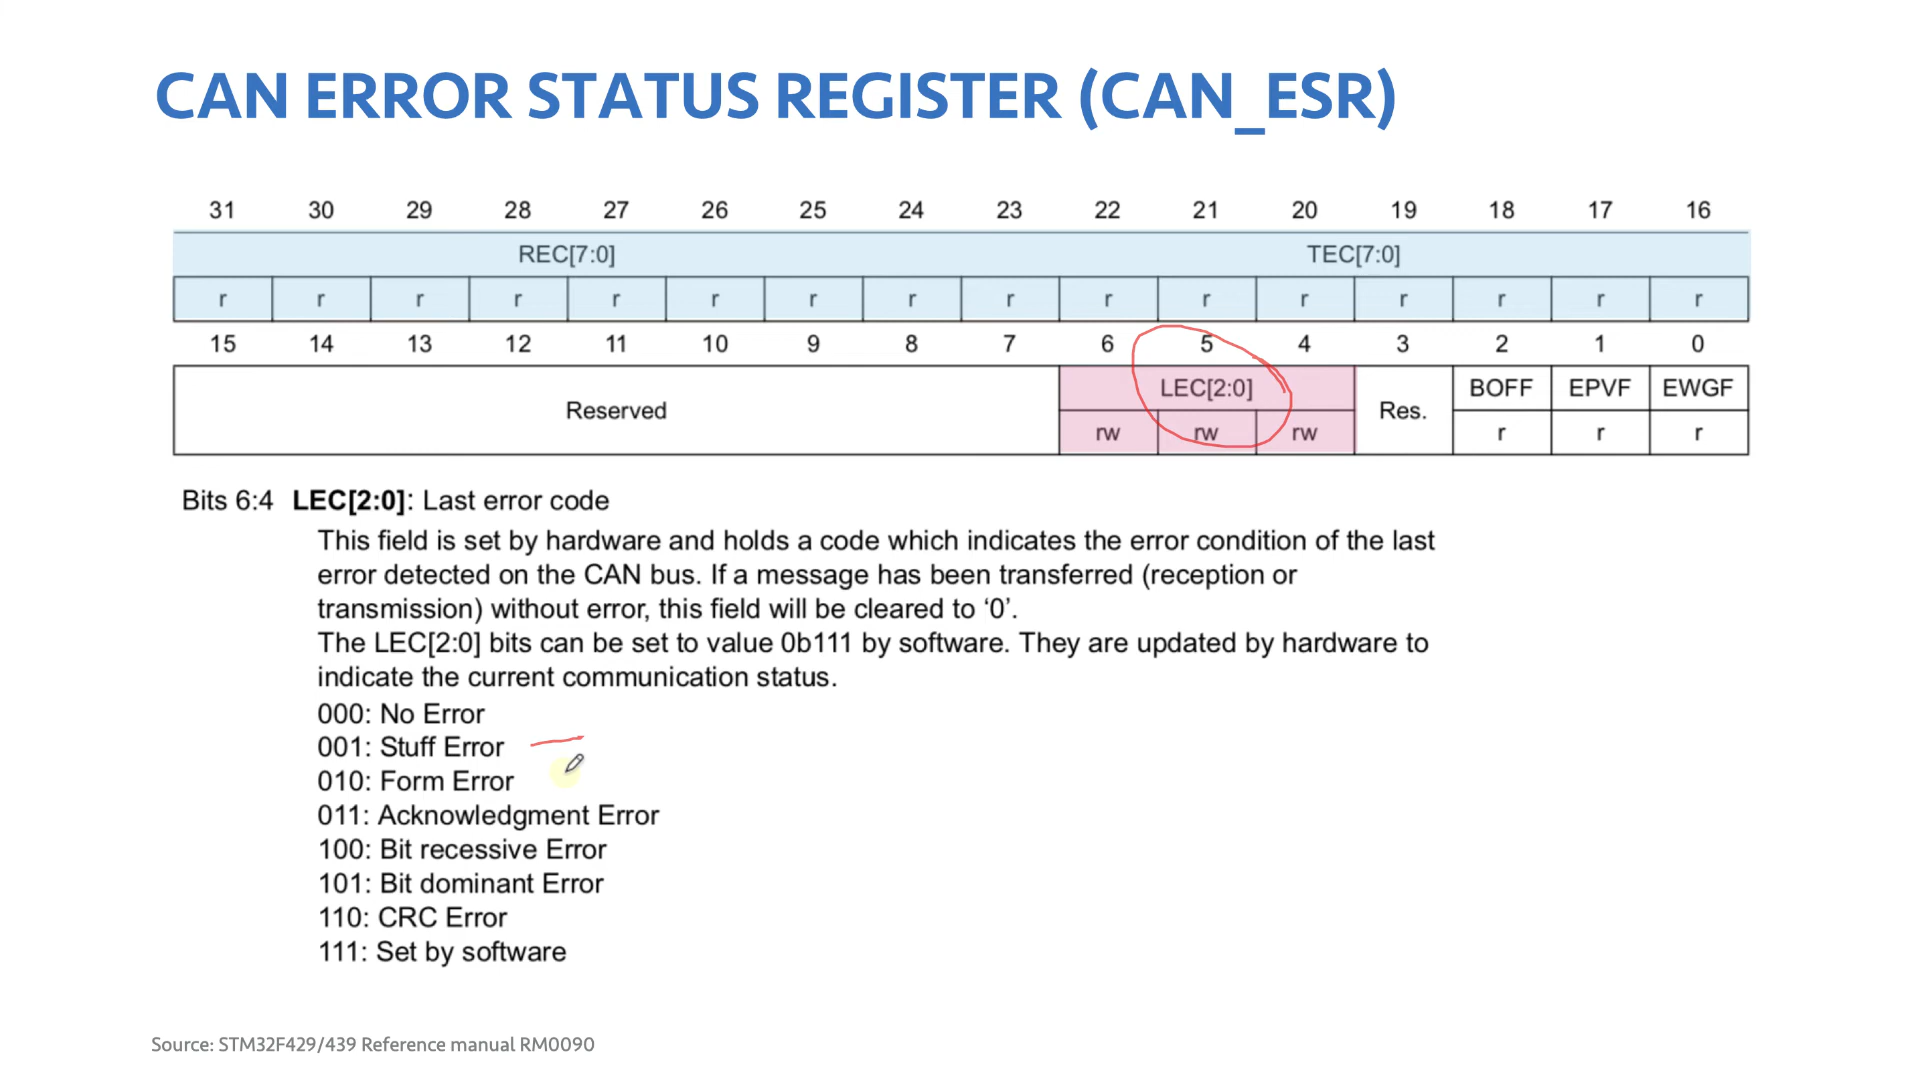 CAN ERROR STATUS REGISTER (CAN_ESR)
31 30 29 28 27 26 25 24 23 22 21 20 19 18 17 16
REC[7:0] TEC[7:0]
r r r r r r r r r r r r r r r r
15 14 13 12 11 10 9 8 7 6 5 4 3 2 1 0
Reserved LEC[2:0] Res. BOFF EPVF EWGF
rw rw rw r r r
Bits 6:4 LEC[2:0]: Last error code
This field is set by hardware and holds a code which indicates the error condition of the last
error detected on the CAN bus. If a message has been transferred (reception or
transmission) without error, this field will be cleared to ‘0’.
The LEC[2:0] bits can be set to value 0b111 by software. They are updated by hardware to
indicate the current communication status.
000: No Error
001: Stuff Error
010: Form Error
011: Acknowledgment Error
100: Bit recessive Error
101: Bit dominant Error
110: CRC Error
111: Set by software
Source: STM32F429/439 Reference manual RM0090